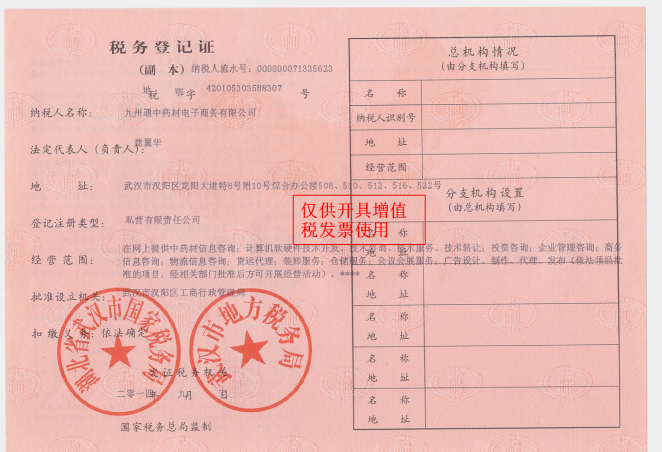 税务登记证
（副 本）纳税人流水号：000000071335623
地税 鄂 字 420105303588307 号
纳税人名称： 九州通中药材电子商务有限公司
法定代表人（负责人）： 龚翼华
地 址： 武汉市汉阳区龙阳大道特8号附10号综合办公楼508、510、512、516、522号
登记注册类型： 私营有限责任公司
经营范围： 在网上提供中药材信息咨询；计算机软硬件技术开发、技术咨询、技术服务、技术转让；投资咨询；企业管理咨询；商务
信息咨询；物流信息咨询；货运代理；装卸服务；仓储服务；会议会展服务；广告设计、制作、代理、发布（依法须经批
准的项目，经相关部门批准后方可开展经营活动）。****
批准设立机关： 武汉市汉阳区工商行政管理局
扣缴义务：依法确定
湖北省武汉市国家税务局
武汉市地方税务局
发证税务机关
二零一四年 九月 日
国家税务总局监制
总机构情况
（由分支机构填写）
名 称
纳税人识别号
地 址
经营范围
分支机构设置
（由总机构填写）
仅供开具增值
税发票使用
名 称
地 址
名 称
地 址
名 称
地 址
名 称
地 址
名 称
地 址